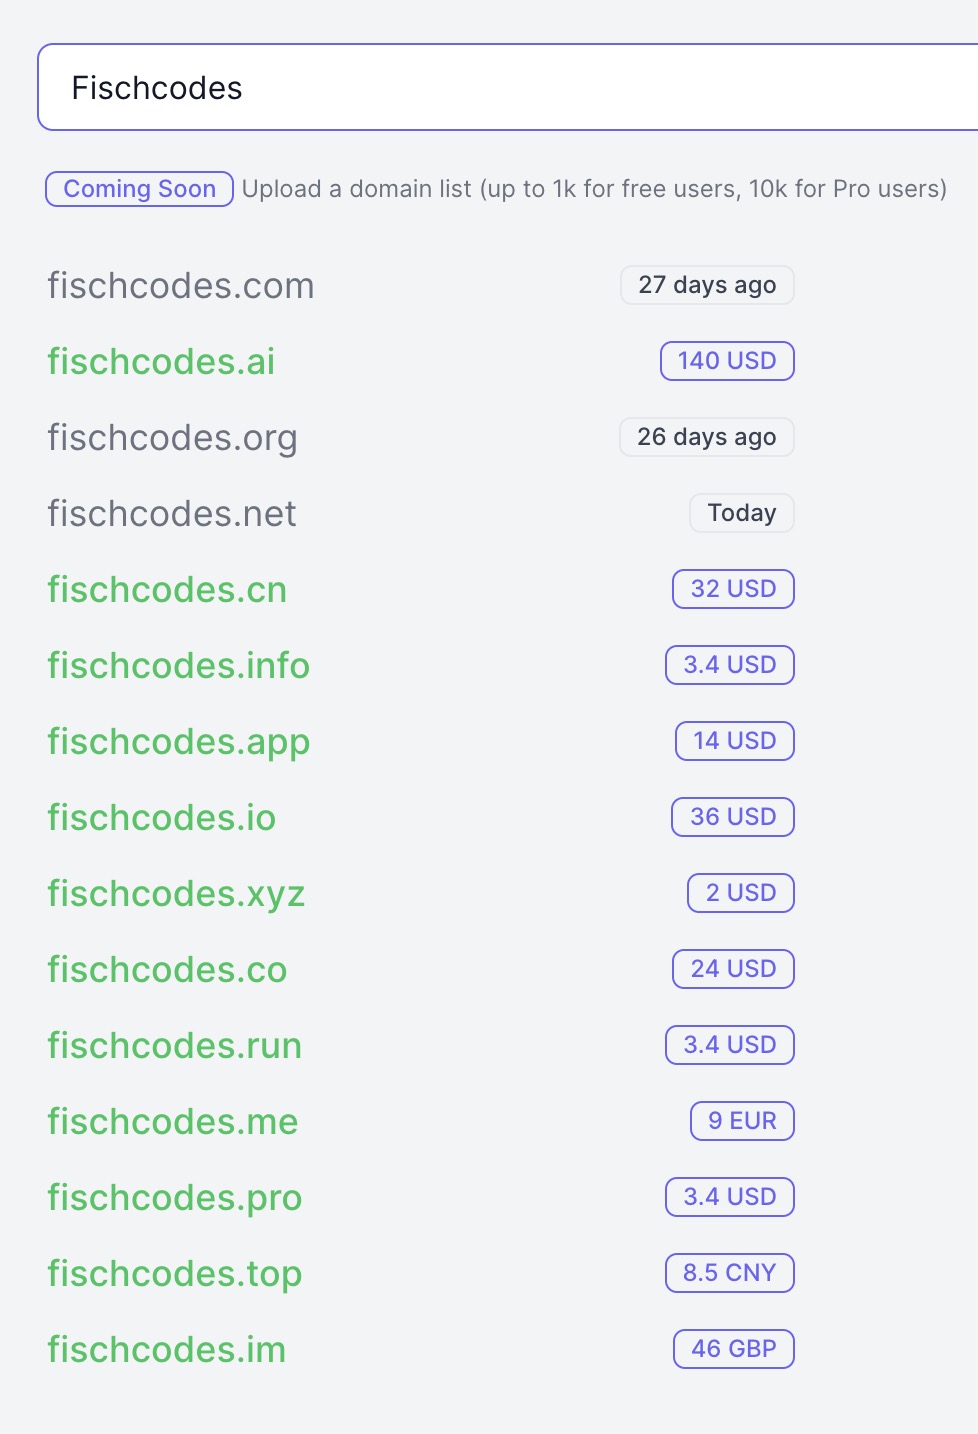 Fischcodes
Coming Soon Upload a domain list (up to 1k for free users, 10k for Pro users)
fischcodes.com 27 days ago
fischcodes.ai 140 USD
fischcodes.org 26 days ago
fischcodes.net Today
fischcodes.cn 32 USD
fischcodes.info 3.4 USD
fischcodes.app 14 USD
fischcodes.io 36 USD
fischcodes.xyz 2 USD
fischcodes.co 24 USD
fischcodes.run 3.4 USD
fischcodes.me 9 EUR
fischcodes.pro 3.4 USD
fischcodes.top 8.5 CNY
fischcodes.im 46 GBP